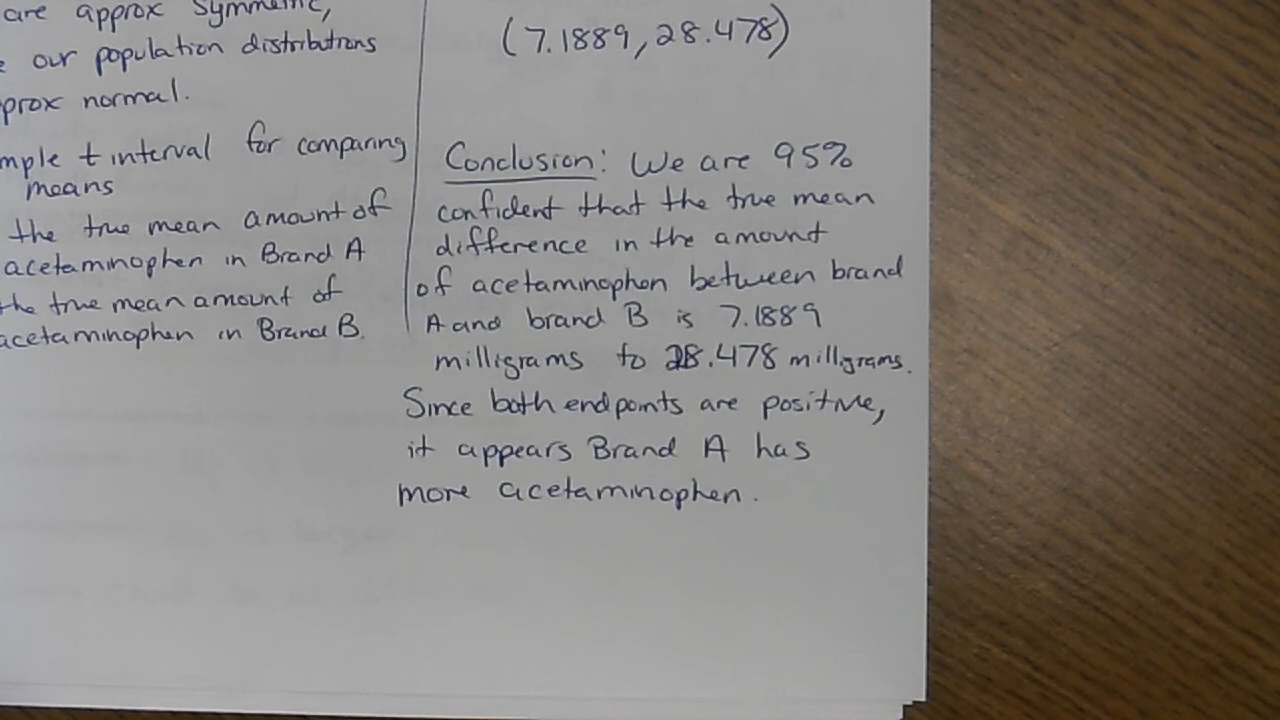 are approx symmetric,
our population distributions
prox normal.
mple t interval for comparing
means
the true mean amount of
acetaminophen in Brand A
the true mean amount of
acetaminophen in Brand B.
(7.1889, 28.478)
Conclusion: We are 95%
confident that the true mean
difference in the amount
of acetaminophen between brand
A and brand B is 7.1889
milligrams to 28.478 milligrams.
Since both endpoints are positive,
it appears Brand A has
more acetaminophen.